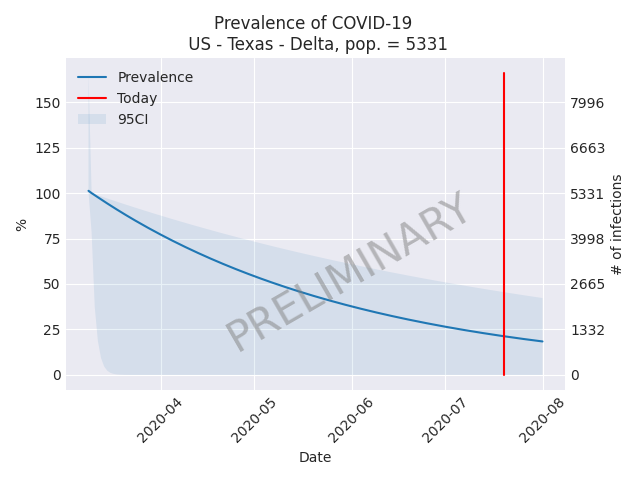 Prevalence of COVID-19
US - Texas - Delta, pop. = 5331
Prevalence
Today
95CI
150
125
100
75
50
25
0
%
7996
6663
5331
3998
2665
1332
0
# of infections
PRELIMINARY
2020-04
2020-05
2020-06
2020-07
2020-08
Date